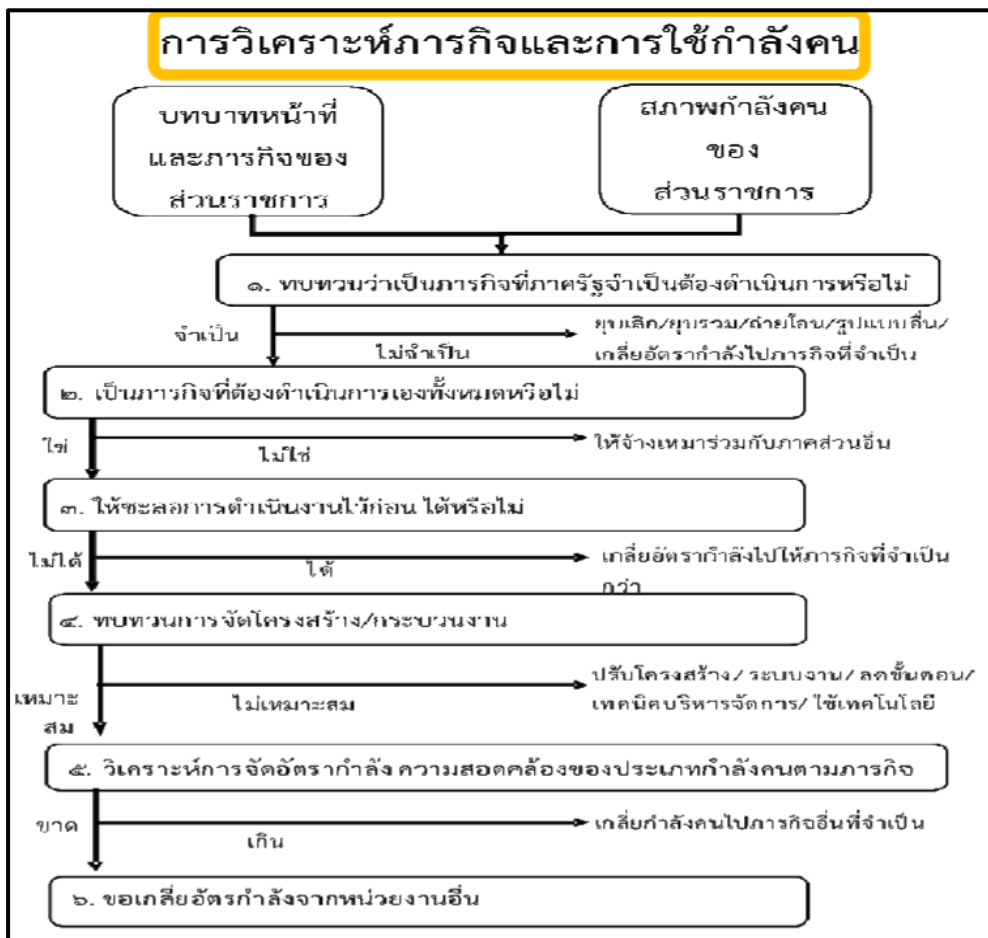 การวิเคราะห์ภารกิจและการใช้กำลังคน
บทบาทหน้าที่
และภารกิจของ
ส่วนราชการ
สภาพกำลังคน
ของ
ส่วนราชการ
๑. ทบทวนว่าเป็นภารกิจที่ภาครัฐจำเป็นต้องดำเนินการหรือไม่
จำเป็น
ไม่จำเป็น
ยุบเลิก/ยุบรวม/ถ่ายโอน/รูปแบบอื่น/
เกลี่ยอัตรากำลังไปภารกิจที่จำเป็น
๒. เป็นภารกิจที่ต้องดำเนินการเองทั้งหมดหรือไม่
ใช่
ไม่ใช่
ให้จ้างเหมาร่วมกับภาคส่วนอื่น
๓. ให้ชะลอการดำเนินงานไว้ก่อน ได้หรือไม่
ไม่ได้
ได้
เกลี่ยอัตรากำลังไปให้ภารกิจที่จำเป็น
กว่า
๔. ทบทวนการจัดโครงสร้าง/กระบวนงาน
เหมาะ
สม
ไม่เหมาะสม
ปรับโครงสร้าง/ ระบบงาน/ ลดขั้นตอน/
เทคนิคบริหารจัดการ/ ใช้เทคโนโลยี
๕. วิเคราะห์การจัดอัตรากำลัง ความสอดคล้องของประเภทกำลังคนตามภารกิจ
ขาด
เกิน
เกลี่ยกำลังคนไปภารกิจอื่นที่จำเป็น
๖. ขอเกลี่ยอัตรกำลังจากหน่วยงานอื่น